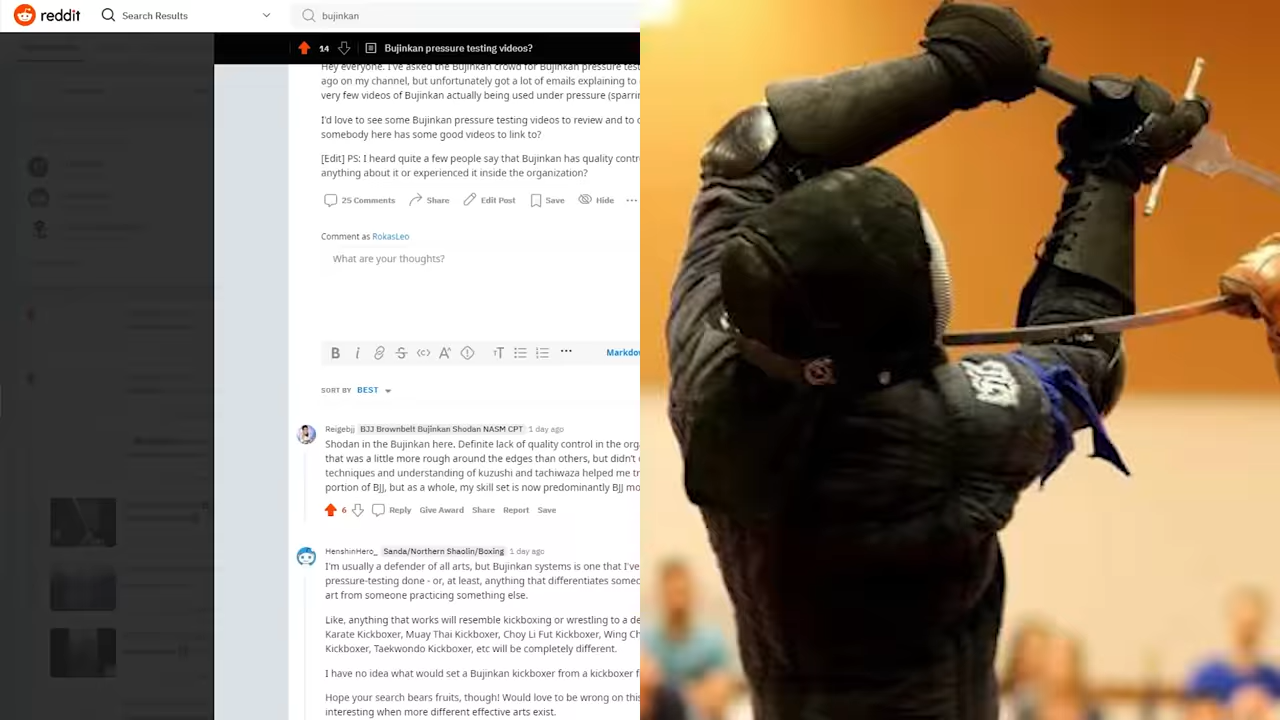 reddit
Search Results
bujinkan
14
Bujinkan pressure testing videos?
Hey everyone. I've asked the Bujinkan crowd for Bujinkan pressure
ago on my channel, but unfortunately got a lot of emails explaining to
very few videos of Bujinkan actually being used under pressure
I'd love to see some Bujinkan pressure testing videos to review and to
somebody here has some good videos to link to?
[Edit] PS: I heard quite a few people say that Bujinkan has quality
anything about it or experienced it inside the organization?
25 Comments Share Edit Post Save Hide
Comment as RokasLeo
What are your thoughts?
SORT BY BEST
Reigebjj BJJ Brownbelt Bujinkan Shodan NASM CPT 1 day ago
Shodan in the Bujinkan here. Definite lack of quality control in the
that was a little more rough around the edges than others, but didn't
techniques and understanding of kuzushi and tachiwaza helped me
portion of BJJ, but as a whole, my skill set is now predominantly BJJ
6 Reply Give Award Share Report Save
HenshinHero_ Sanda/Northern Shaolin/Boxing 1 day ago
I'm usually a defender of all arts, but Bujinkan systems is one that
pressure-testing done - or, at least, anything that differentiates
art from someone practicing something else.
Like, anything that works will resemble kickboxing or wrestling to a
Karate Kickboxer, Muay Thai Kickboxer, Choy Li Fut Kickboxer, Wing
Kickboxer, Taekwondo Kickboxer, etc will be completely different.
I have no idea what would set a Bujinkan kickboxer from a kickboxer
Hope your search bears fruits, though! Would love to be wrong on
interesting when more different effective arts exist.